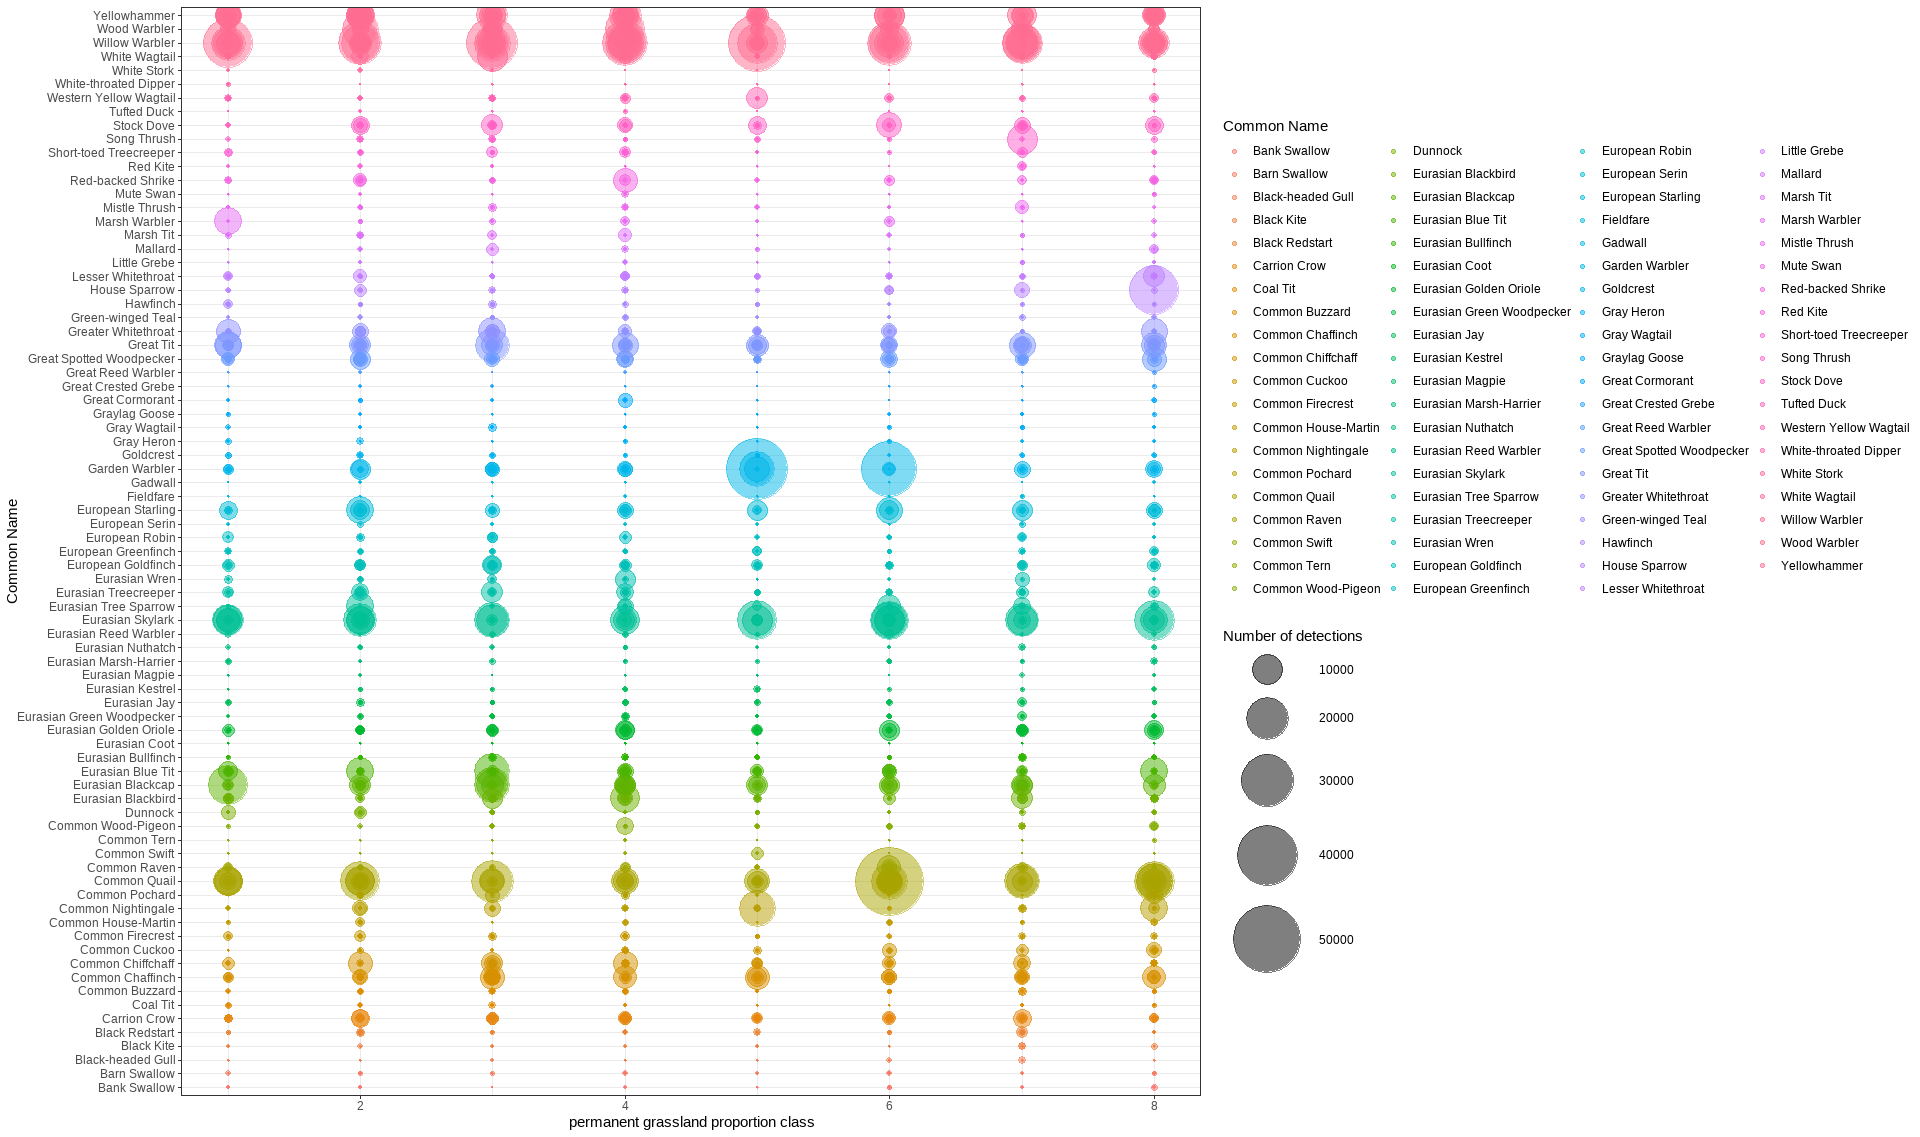 Yellowhammer
Wood Warbler
Willow Warbler
White Wagtail
White Stork
White-throated Dipper
Western Yellow Wagtail
Tufted Duck
Stock Dove
Song Thrush
Short-toed Treecreeper
Red Kite
Red-backed Shrike
Mute Swan
Mistle Thrush
Marsh Warbler
Marsh Tit
Mallard
Little Grebe
Lesser Whitethroat
House Sparrow
Hawfinch
Green-winged Teal
Greater Whitethroat
Great Tit
Great Spotted Woodpecker
Great Reed Warbler
Great Crested Grebe
Great Cormorant
Graylag Goose
Gray Wagtail
Gray Heron
Goldcrest
Garden Warbler
Gadwall
Fieldfare
European Starling
European Serin
European Robin
European Greenfinch
European Goldfinch
Eurasian Wren
Eurasian Treecreeper
Eurasian Tree Sparrow
Eurasian Skylark
Eurasian Reed Warbler
Eurasian Nuthatch
Eurasian Marsh-Harrier
Eurasian Magpie
Eurasian Kestrel
Eurasian Jay
Eurasian Green Woodpecker
Eurasian Golden Oriole
Eurasian Coot
Eurasian Bullfinch
Eurasian Blue Tit
Eurasian Blackcap
Eurasian Blackbird
Dunnock
Common Wood-Pigeon
Common Tern
Common Swift
Common Raven
Common Quail
Common Pochard
Common Nightingale
Common House-Martin
Common Firecrest
Common Cuckoo
Common Chiffchaff
Common Chaffinch
Common Buzzard
Coal Tit
Carrion Crow
Black Redstart
Black Kite
Black-headed Gull
Barn Swallow
Bank Swallow
Common Name
2 4 6 8
permanent grassland proportion class
Common Name
Bank Swallow Dunnock European Robin Little Grebe
Barn Swallow Eurasian Blackbird European Serin Mallard
Black-headed Gull Eurasian Blackcap European Starling Marsh Tit
Black Kite Eurasian Blue Tit Fieldfare Marsh Warbler
Black Redstart Eurasian Bullfinch Gadwall Mistle Thrush
Carrion Crow Eurasian Coot Garden Warbler Mute Swan
Coal Tit Eurasian Golden Oriole Goldcrest Red-backed Shrike
Common Buzzard Eurasian Green Woodpecker Gray Heron Red Kite
Common Chaffinch Eurasian Jay Gray Wagtail Short-toed Treecreeper
Common Chiffchaff Eurasian Kestrel Graylag Goose Song Thrush
Common Cuckoo Eurasian Magpie Great Cormorant Stock Dove
Common Firecrest Eurasian Marsh-Harrier Great Crested Grebe Tufted Duck
Common House-Martin Eurasian Nuthatch Great Reed Warbler Western Yellow Wagtail
Common Nightingale Eurasian Reed Warbler Great Spotted Woodpecker White-throated Dipper
Common Pochard Eurasian Skylark Great Tit White Stork
Common Quail Eurasian Tree Sparrow Greater Whitethroat White Wagtail
Common Raven Eurasian Treecreeper Green-winged Teal Willow Warbler
Common Swift Eurasian Wren Hawfinch Wood Warbler
Common Tern European Goldfinch House Sparrow Yellowhammer
Common Wood-Pigeon European Greenfinch Lesser Whitethroat
Number of detections
10000
20000
30000
40000
50000